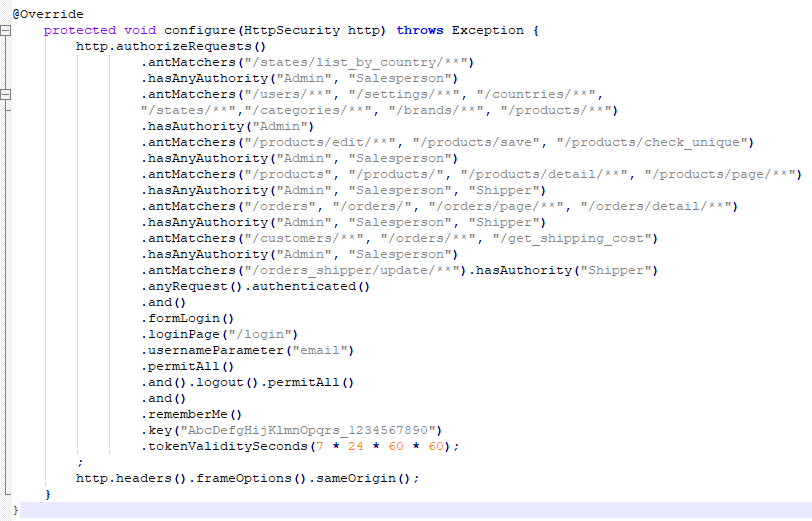 @Override
    protected void configure(HttpSecurity http) throws Exception {
        http.authorizeRequests()
                .antMatchers("/states/list_by_country/**")
                .hasAnyAuthority("Admin", "Salesperson")
                .antMatchers("/users/**", "/settings/**", "/countries/**",
                "/states/**","/categories/**", "/brands/**", "/products/**")
                .hasAuthority("Admin")
                .antMatchers("/products/edit/**", "/products/save", "/products/check_unique")
                .hasAnyAuthority("Admin", "Salesperson")
                .antMatchers("/products", "/products/", "/products/detail/**", "/products/page/**")
                .hasAnyAuthority("Admin", "Salesperson", "Shipper")
                .antMatchers("/orders", "/orders/", "/orders/page/**", "/orders/detail/**")
                .hasAnyAuthority("Admin", "Salesperson", "Shipper")
                .antMatchers("/customers/**", "/orders/**", "/get_shipping_cost")
                .hasAnyAuthority("Admin", "Salesperson")
                .antMatchers("/orders_shipper/update/**").hasAuthority("Shipper")
                .anyRequest().authenticated()
                .and()
                .formLogin()
                .loginPage("/login")
                .usernameParameter("email")
                .permitAll()
                .and().logout().permitAll()
                .and()
                .rememberMe()
                .key("AbcDefgHijKlmnOpqrs_1234567890")
                .tokenValiditySeconds(7 * 24 * 60 * 60);
        ;
        http.headers().frameOptions().sameOrigin();
    }
}